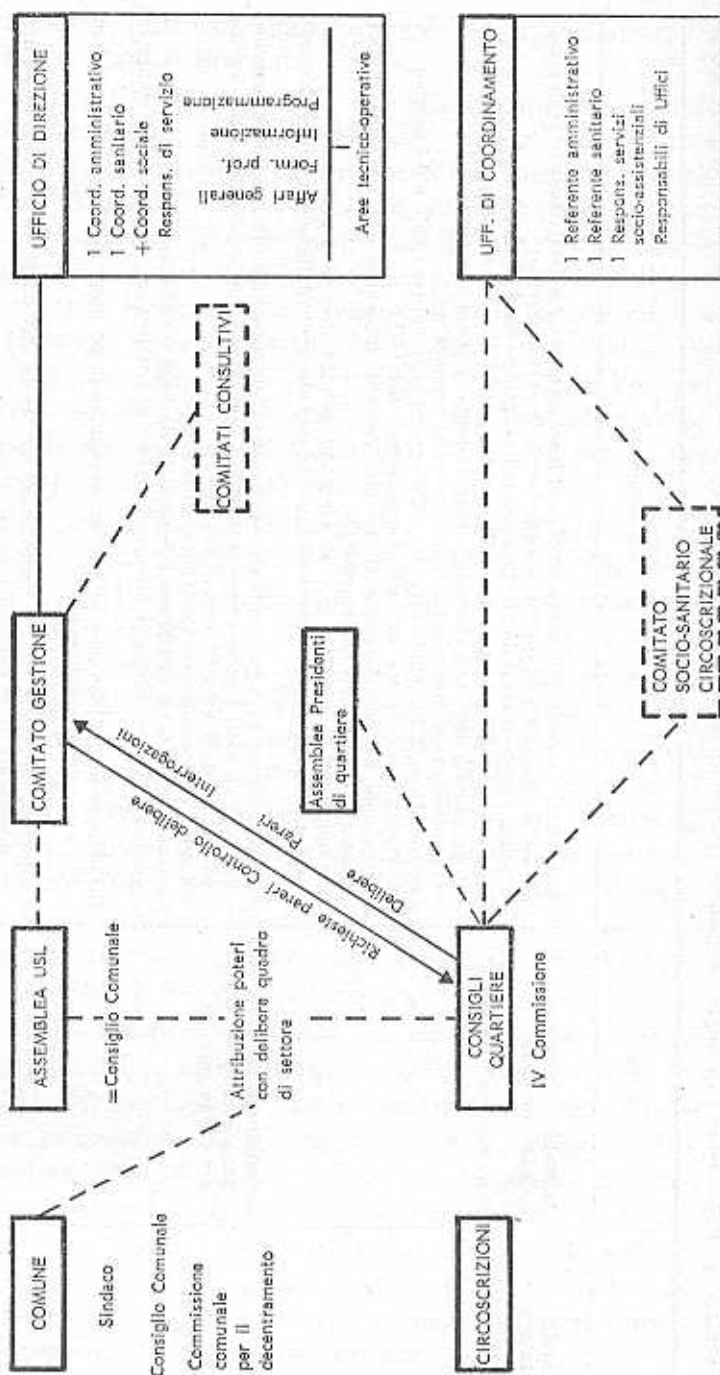 COMUNE
Sindaco
Consiglio Comunale
Commissione
comunale
per il
decentramento
ASSEMBLEA USL
=Consiglio Comunale
Attribuzione poteri
con delibere quadro
di settore
COMITATO GESTIONE
Interrogazioni
Pareri
Delibere
Richieste pareri Controllo delibere
COMITATI CONSULTIVI
Assemblea Presidenti
di quartiere
UFFICIO DI DIREZIONE
1 Coord. amministrativo
1 Coord. sanitario
+Coord. sociale
Respons. di servizio
Affari generali
Form. prof.
Informazione
Programmazione
Aree tecnico-operative
CIRCOSCRIZIONI
CONSIGLI
QUARTIERE
IV Commissione
COMITATO
SOCIO-SANITARIO
CIRCOSCRIZIONALE
UFF. DI COORDINAMENTO
1 Referente amministrativo
1 Referente sanitario
1 Respons. servizi
socio-assistenziali
Responsabili di Uffici